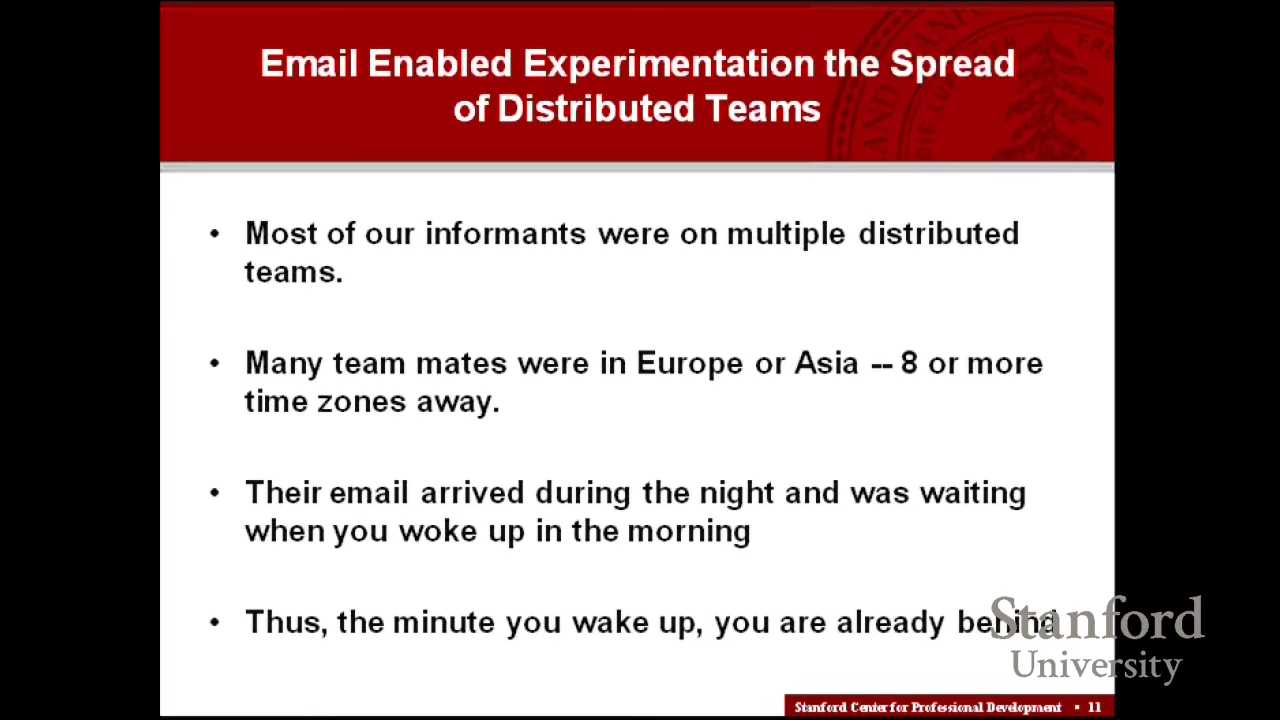 Email Enabled Experimentation the Spread
of Distributed Teams
• Most of our informants were on multiple distributed
teams.
• Many team mates were in Europe or Asia -- 8 or more
time zones away.
• Their email arrived during the night and was waiting
when you woke up in the morning
• Thus, the minute you wake up, you are already behind
Stanford
University
Stanford Center for Professional Development • 11